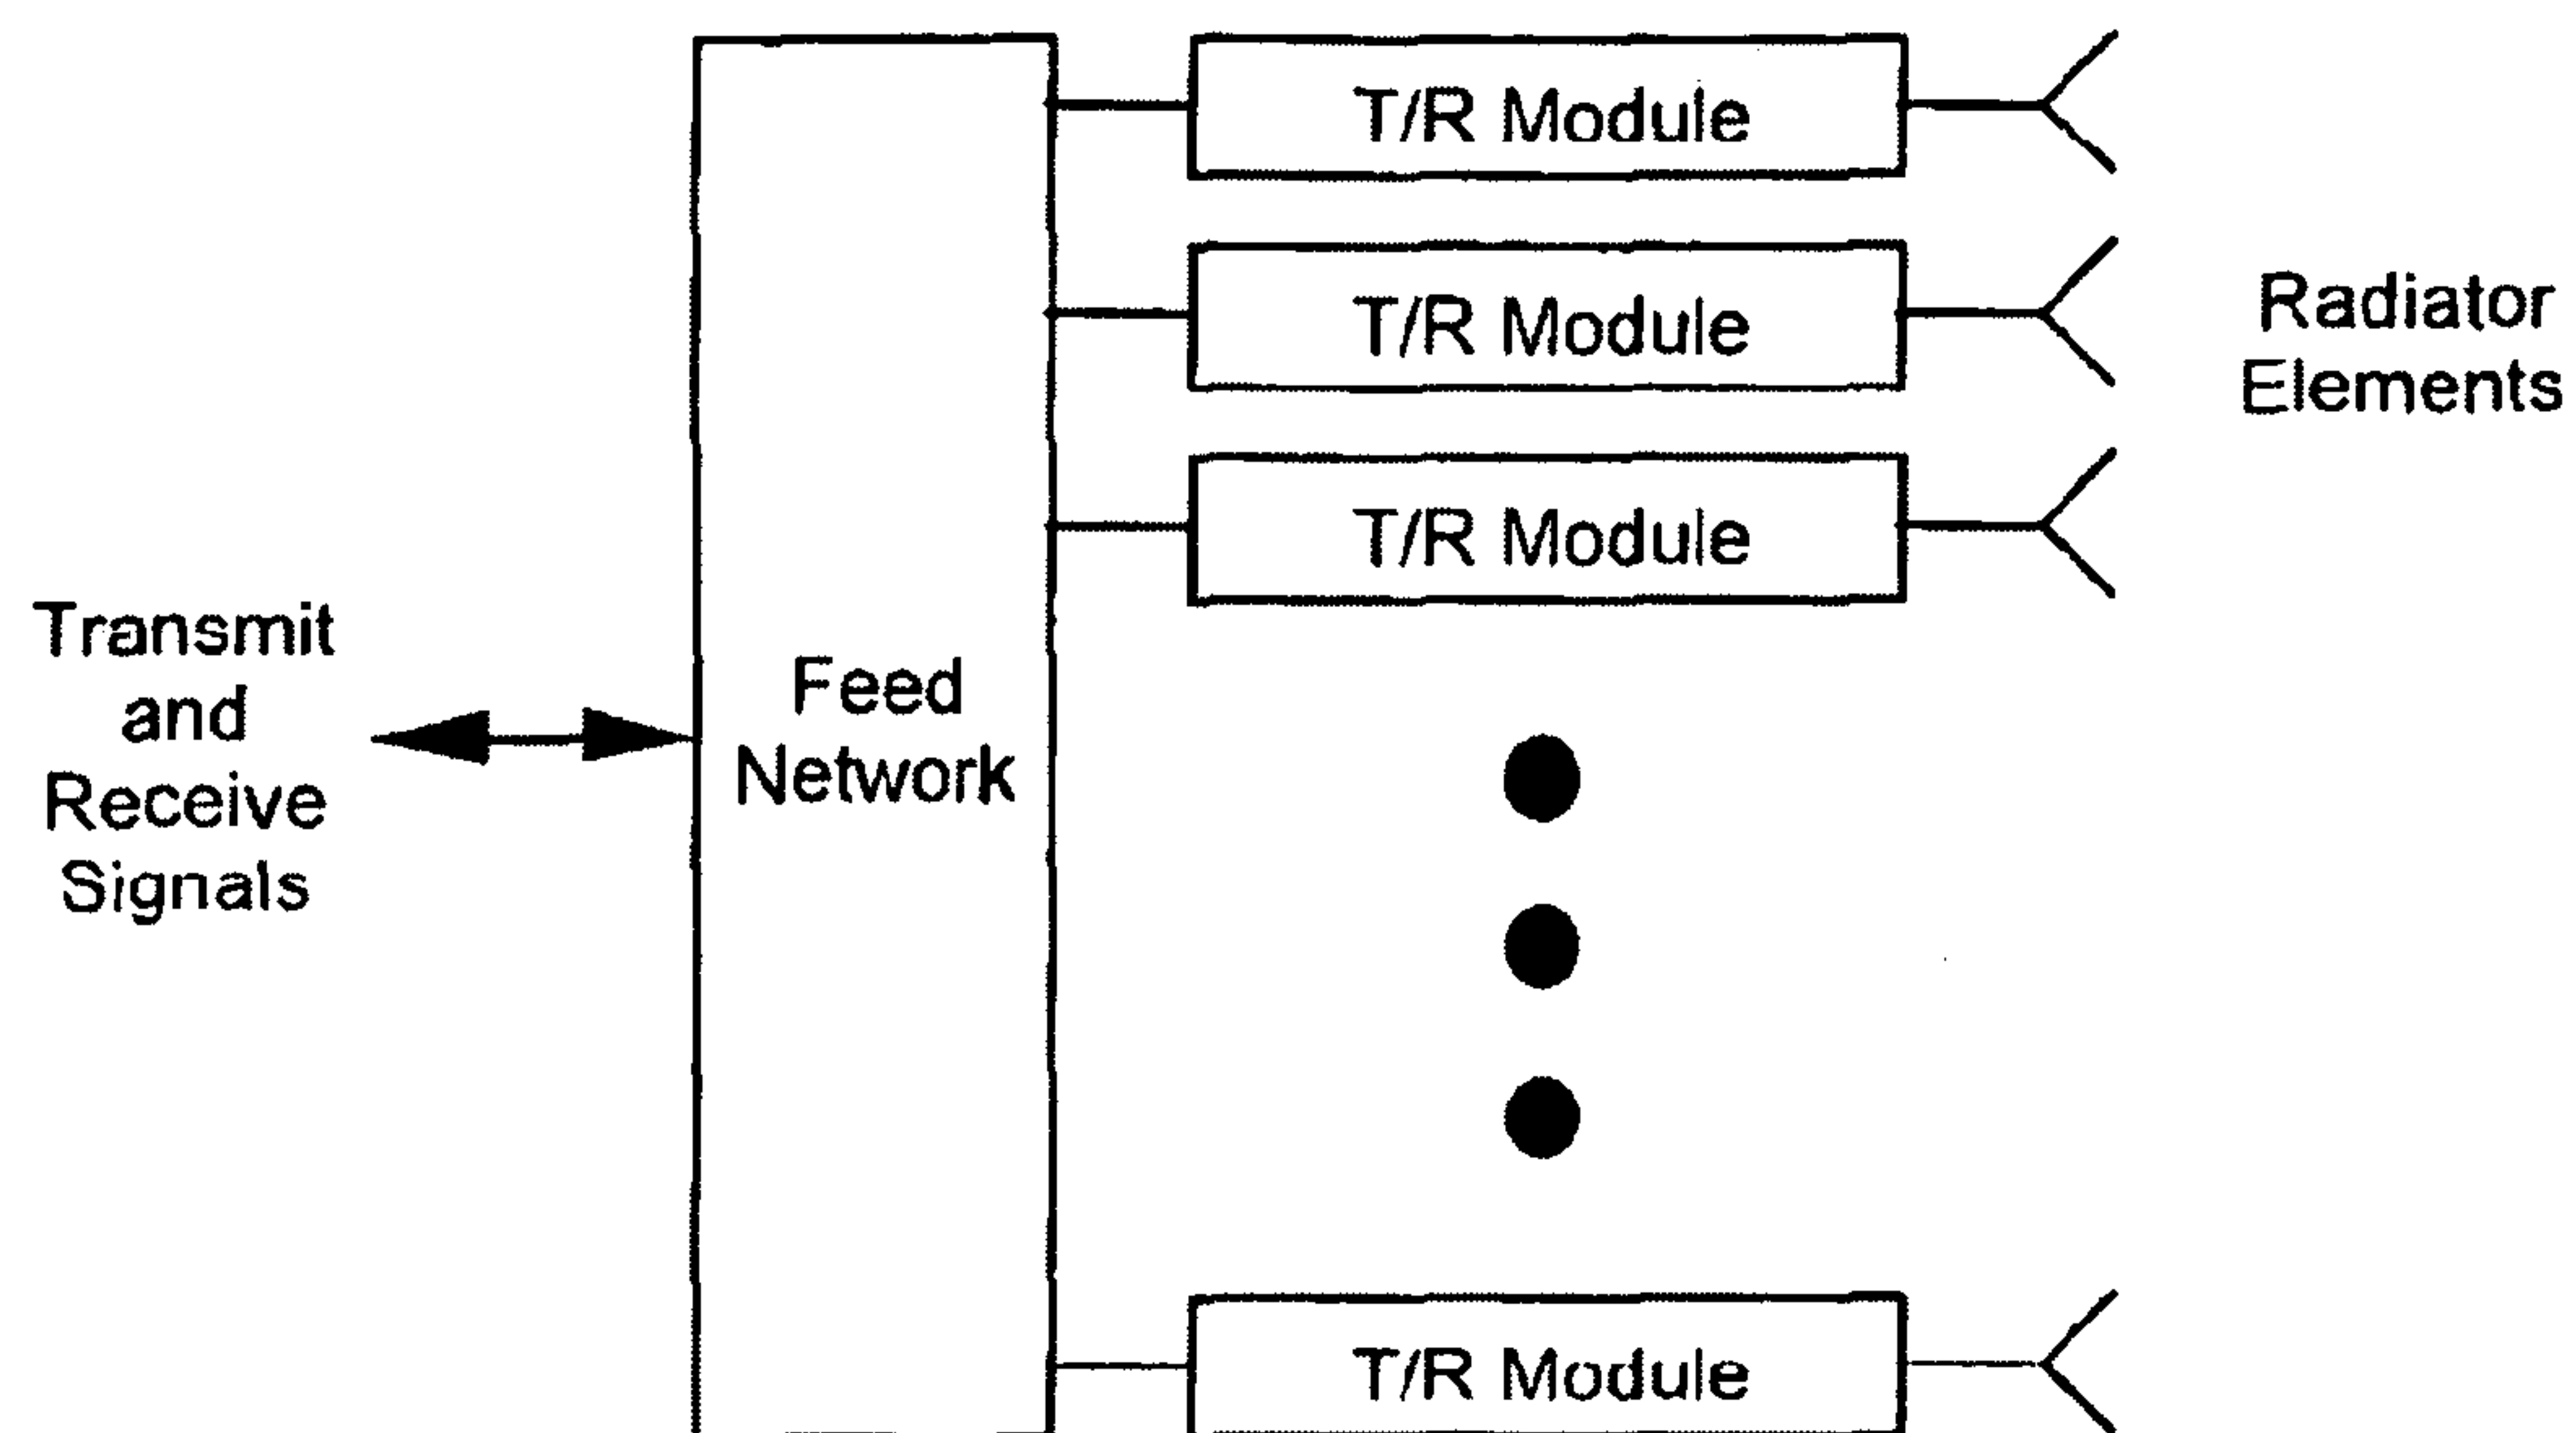 T/R Module
T/R Module
Radiator
Elements
T/R Module
Transmit
and
Receive
Signals
Feed
Network
T/R Module